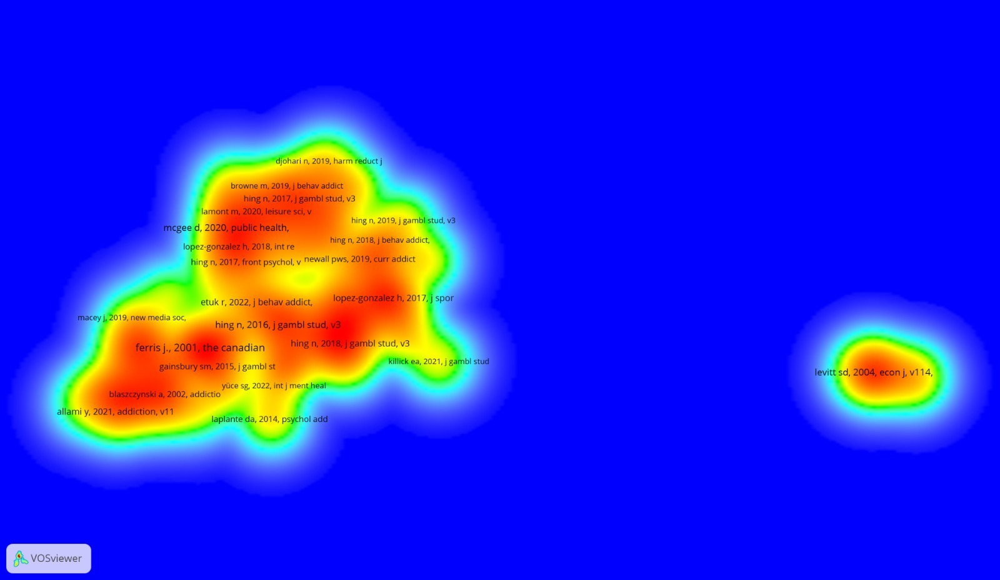 djohari n, 2019, harm reduct j
browne m, 2019, j behav addict
hing n, 2017, j gambl stud, v3
lamont m, 2020, leisure sci, v
hing n, 2019, j gambl stud, v3
mcgee d, 2020, public health,
hing n, 2018, j behav addict,
lopez-gonzalez h, 2018, int re
newall pws, 2019, curr addict
hing n, 2017, front psychol, v
lopez-gonzalez h, 2017, j spor
etuk r, 2022, j behav addict,
macey j, 2019, new media soc,
hing n, 2016, j gambl stud, v3
hing n, 2018, j gambl stud, v3
ferris j., 2001, the canadian
killick ea, 2021, j gambl stud
gainsbury sm, 2015, j gambl st
levitt sd, 2004, econ j, v114,
yüce sg, 2022, int j ment heal
blaszczynski a, 2002, addictio
allami y, 2021, addiction, v11
laplante da, 2014, psychol add
VOSviewer